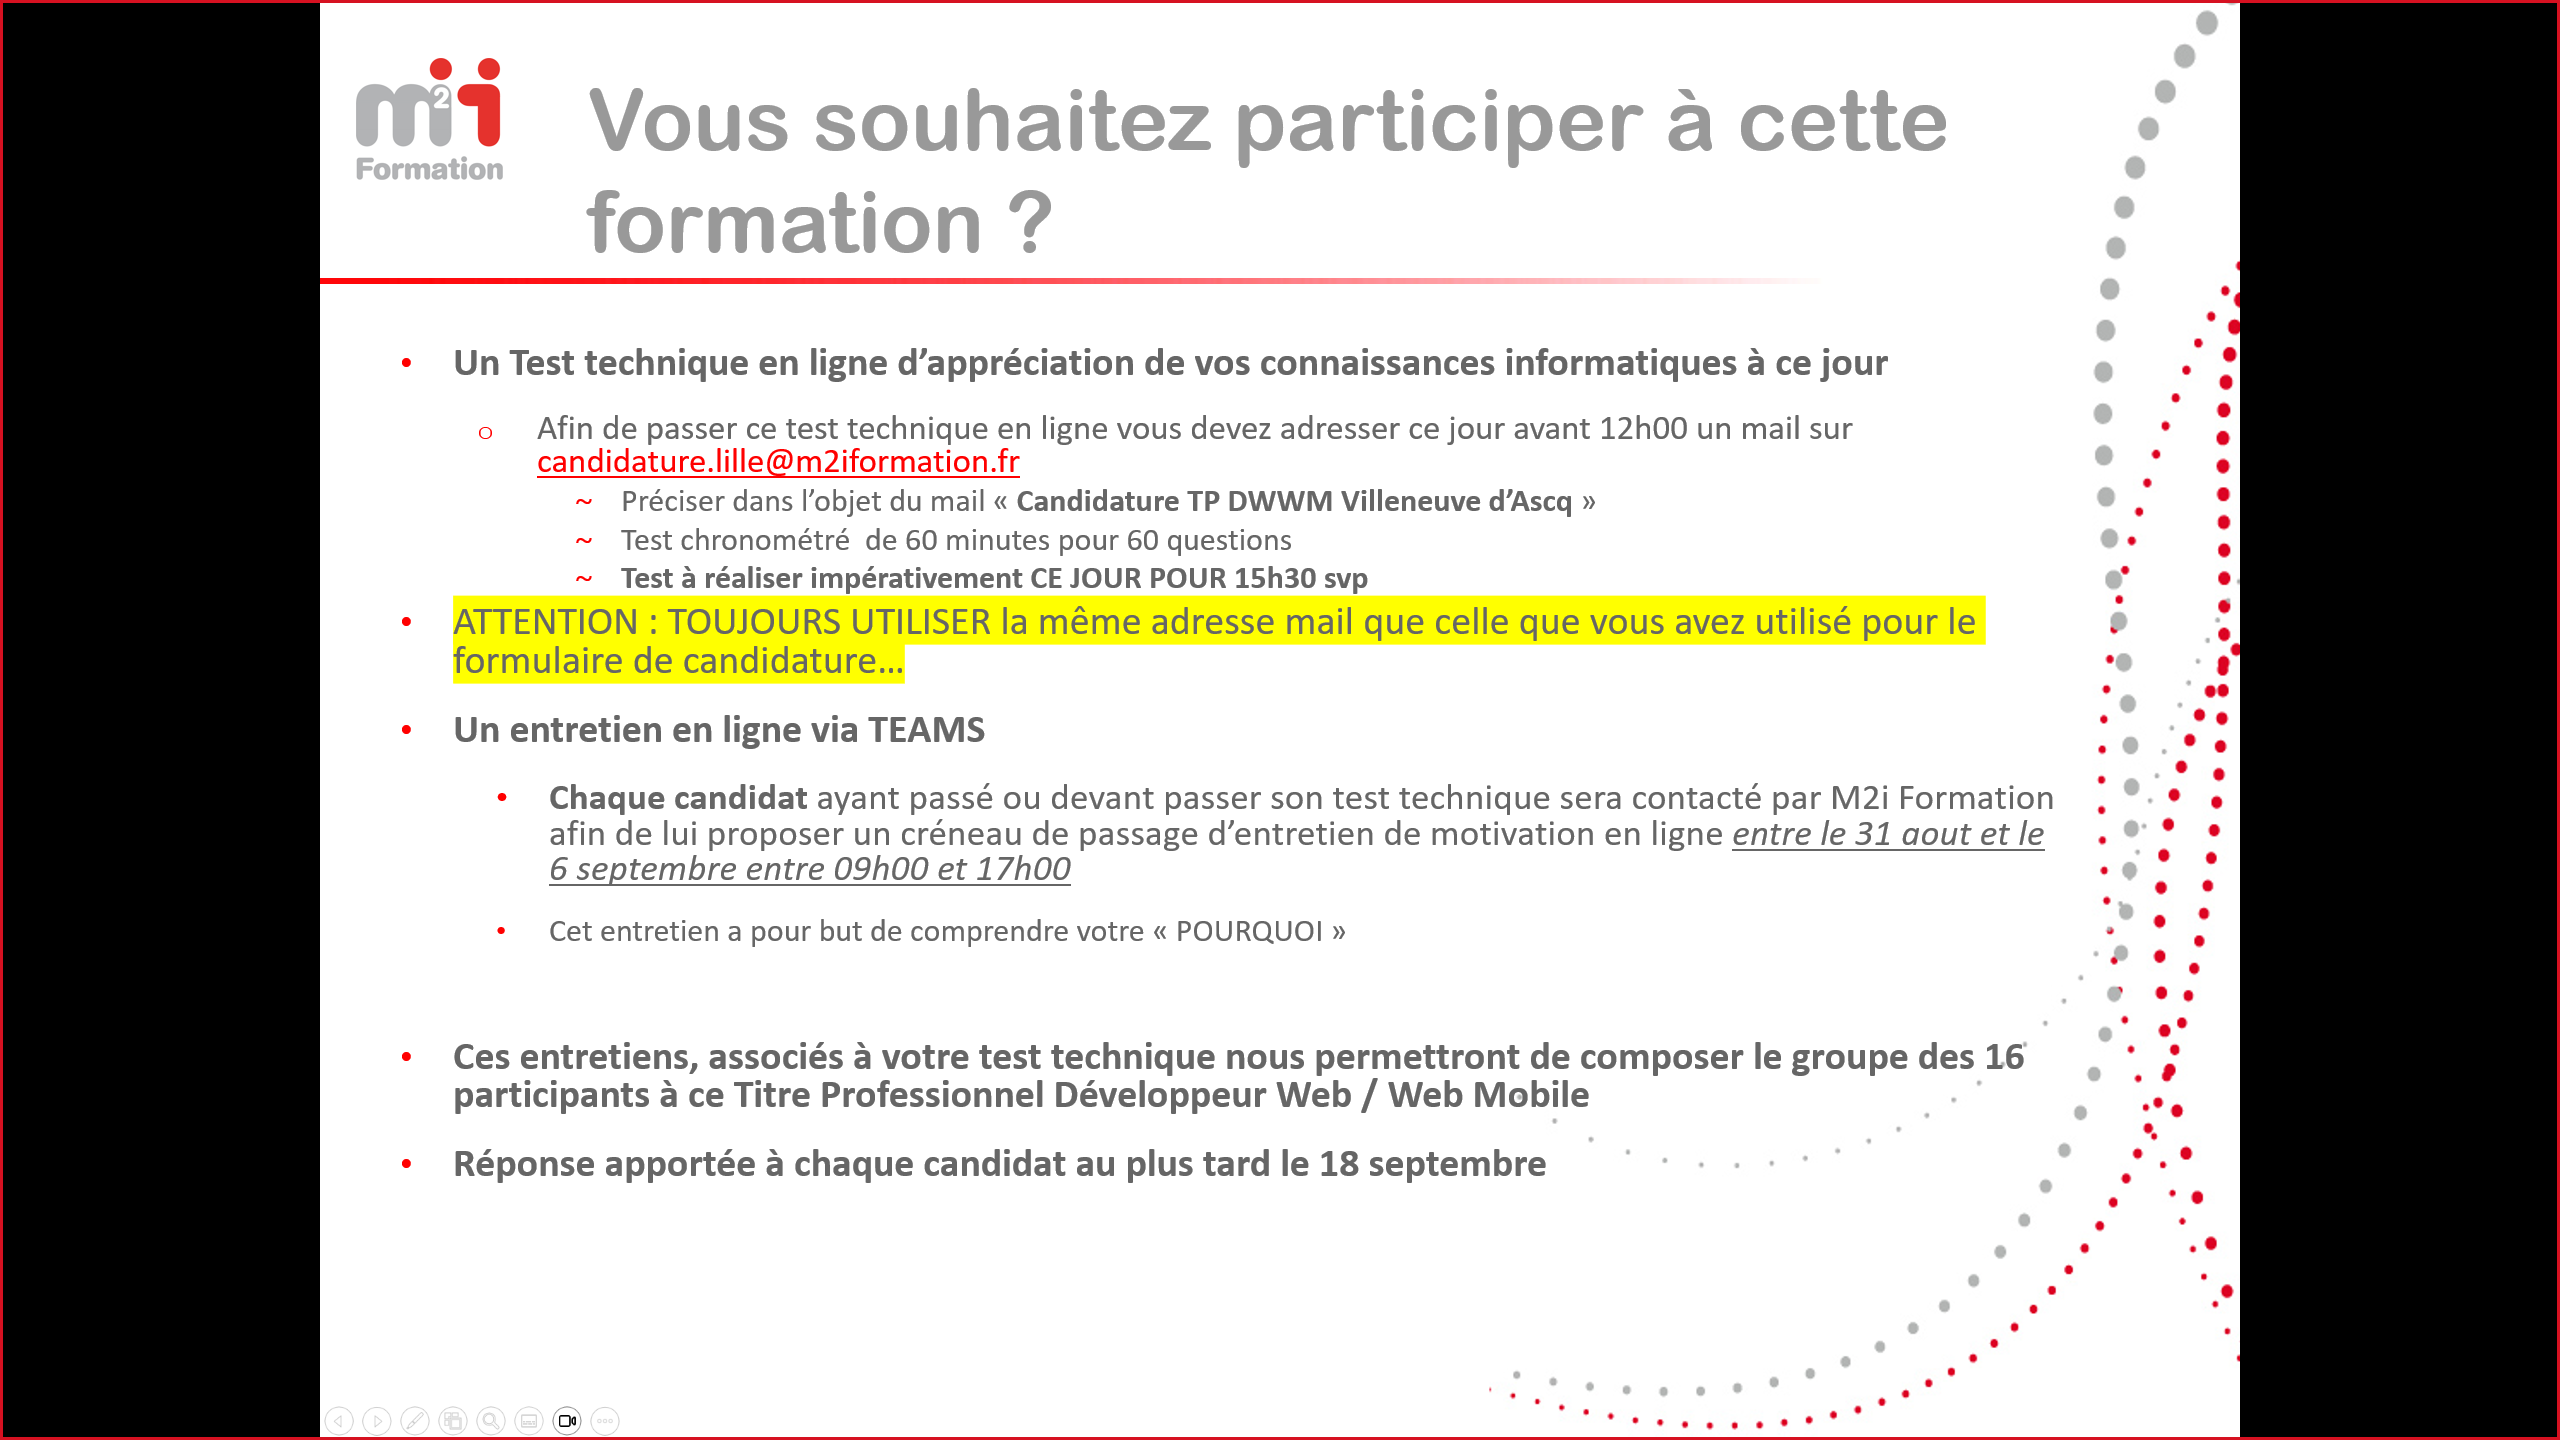 m2i
Formation
Vous souhaitez participer à cette
formation ?
• Un Test technique en ligne d’appréciation de vos connaissances informatiques à ce jour
o Afin de passer ce test technique en ligne vous devez adresser ce jour avant 12h00 un mail sur
candidature.lille@m2iformation.fr
~ Préciser dans l’objet du mail « Candidature TP DWWM Villeneuve d’Ascq »
~ Test chronométré  de 60 minutes pour 60 questions
~ Test à réaliser impérativement CE JOUR POUR 15h30 svp
• ATTENTION : TOUJOURS UTILISER la même adresse mail que celle que vous avez utilisé pour le
formulaire de candidature…
• Un entretien en ligne via TEAMS
• Chaque candidat ayant passé ou devant passer son test technique sera contacté par M2i Formation
afin de lui proposer un créneau de passage d’entretien de motivation en ligne entre le 31 aout et le
6 septembre entre 09h00 et 17h00
• Cet entretien a pour but de comprendre votre « POURQUOI »
• Ces entretiens, associés à votre test technique nous permettront de composer le groupe des 16
participants à ce Titre Professionnel Développeur Web / Web Mobile
• Réponse apportée à chaque candidat au plus tard le 18 septembre